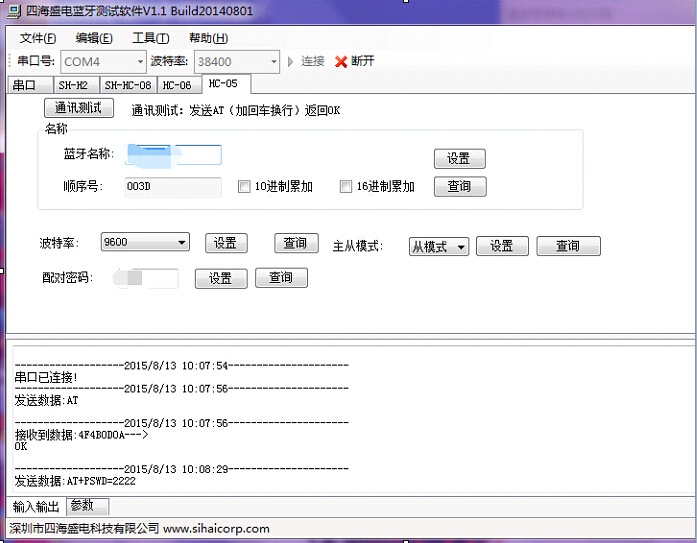 四海盛电蓝牙测试软件V1.1 Build20140801
文件(F) 编辑(E) 工具(T) 帮助(H)
串口号: COM4 波特率: 38400 连接 断开
串口 SH-H2 SH-HC-08 HC-06 HC-05
通讯测试 通讯测试：发送AT（加回车换行）返回OK
名称
蓝牙名称: 设置
顺序号: 003D 10进制累加 16进制累加 查询
波特率: 9600 设置 查询 主从模式: 从模式 设置 查询
配对密码: 设置 查询
------------------2015/8/13 10:07:54--------------------
串口已连接!
------------------2015/8/13 10:07:56--------------------
发送数据:AT
------------------2015/8/13 10:07:56--------------------
接收到数据:4F4B0D0A--->
OK
------------------2015/8/13 10:08:29--------------------
发送数据:AT+PSWD=2222
输入输出 参数
深圳市四海盛电科技有限公司 www.sihaicorp.com